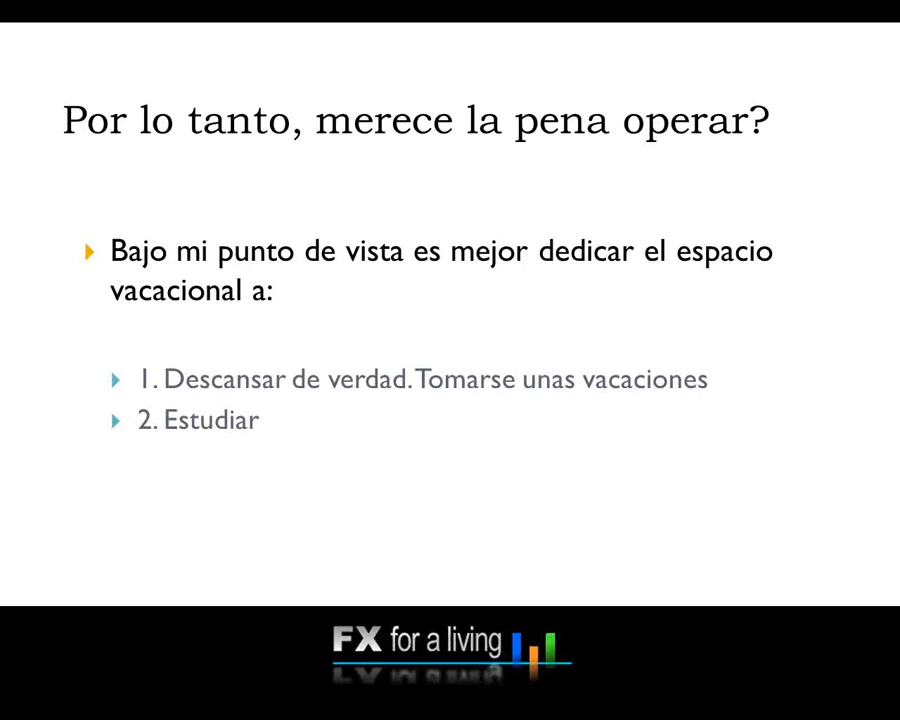 Por lo tanto, merece la pena operar?
Bajo mi punto de vista es mejor dedicar el espacio
vacacional a:
1. Descansar de verdad. Tomarse unas vacaciones
2. Estudiar
FX for a living